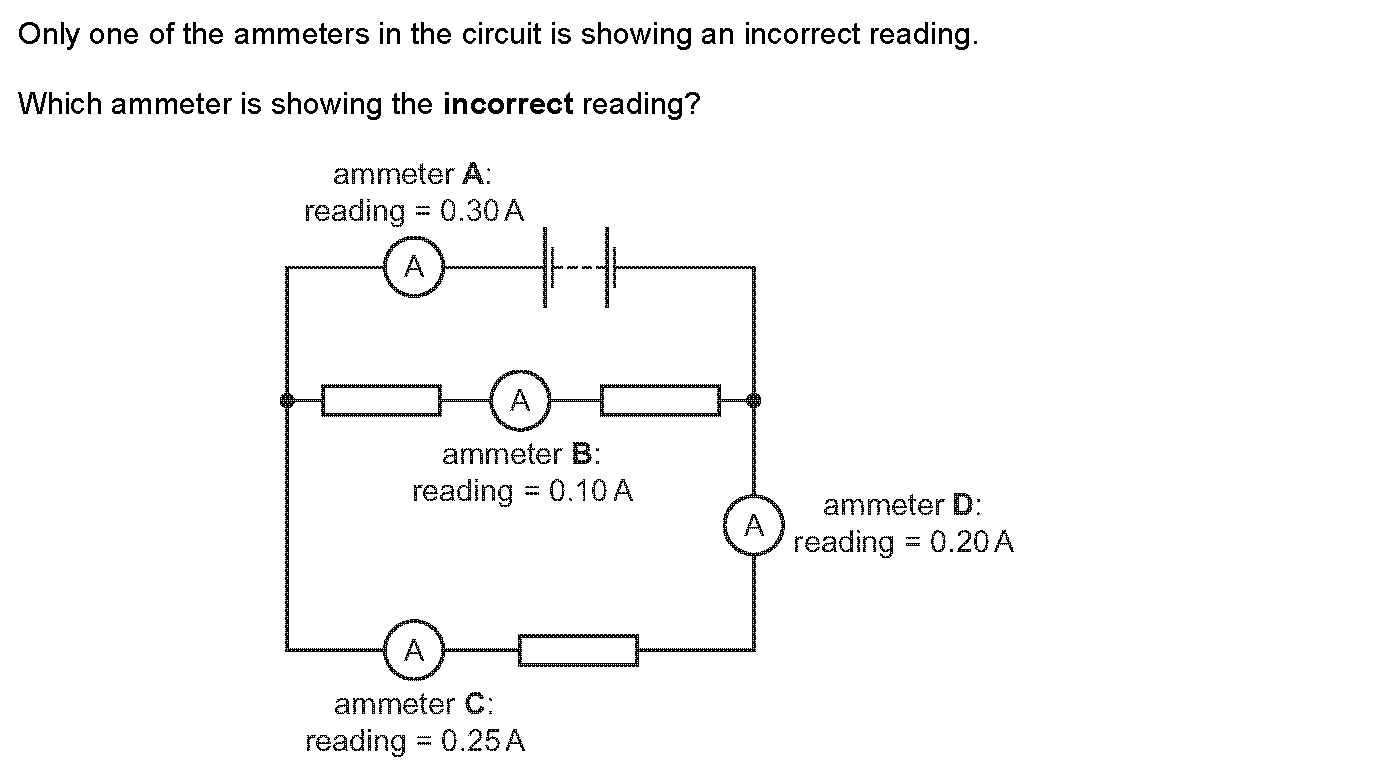 Only one of the ammeters in the circuit is showing an incorrect reading.
Which ammeter is showing the incorrect reading?
ammeter A:
reading = 0.30 A
A
A
ammeter B:
reading = 0.10 A
ammeter D:
A
reading = 0.20 A
A
ammeter C:
reading = 0.25 A